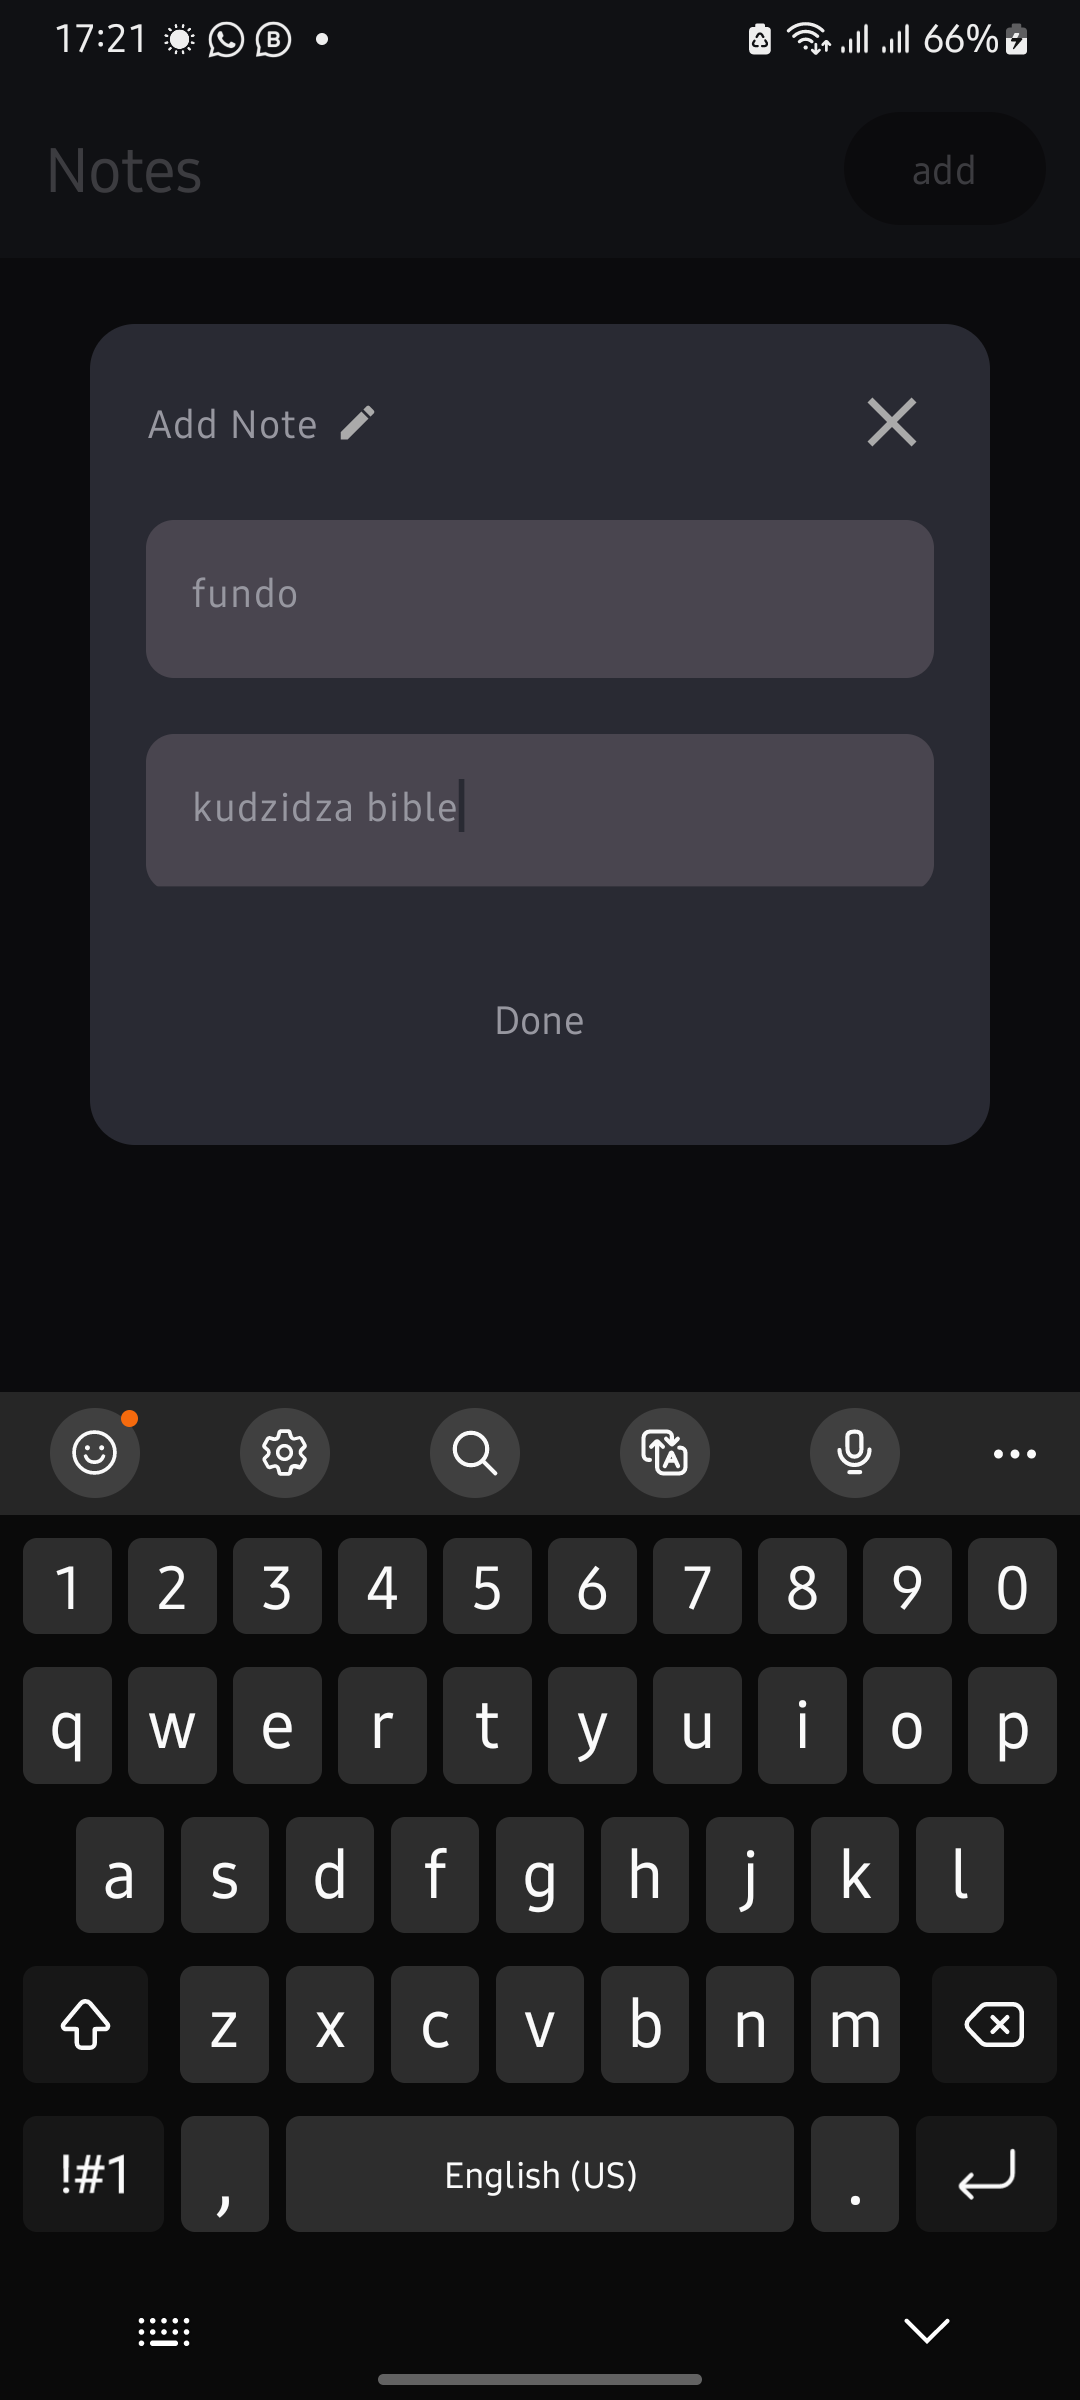 17:21 66%
Notes
add
Add Note
fundo
kudzidza bible
Done
1 2 3 4 5 6 7 8 9 0
q w e r t y u i o p
a s d f g h j k l
z x c v b n m
!#1 , English (US) .